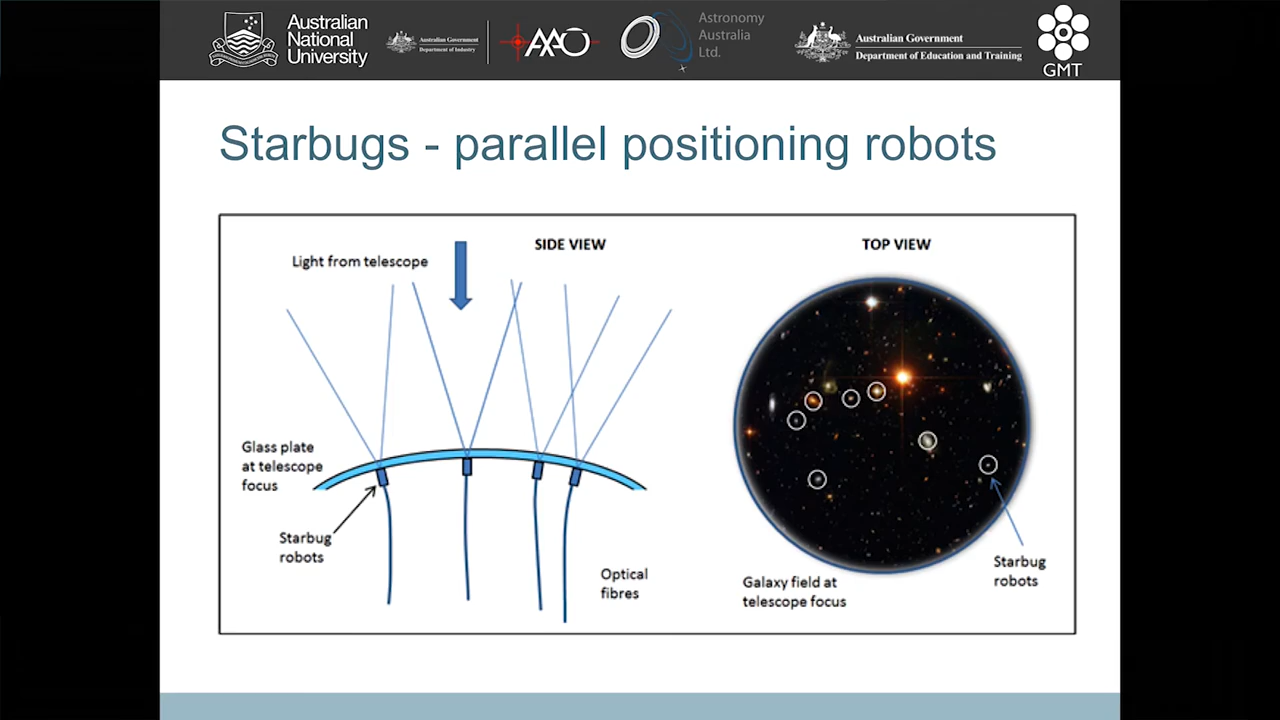 Australian
National
University
Australian Government
Department of Industry
AAO
Astronomy
Australia
Ltd.
Australian Government
Department of Education and Training
GMT
Starbugs - parallel positioning robots
SIDE VIEW
Light from telescope
Glass plate
at telescope
focus
Starbug
robots
Optical
fibres
TOP VIEW
Galaxy field at
telescope focus
Starbug
robots